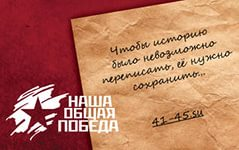 Чтобы историю
было невозможно
переписать, её нужно
сохранить...
41-45.su
НАША
ОБЩАЯ
ПОБЕДА